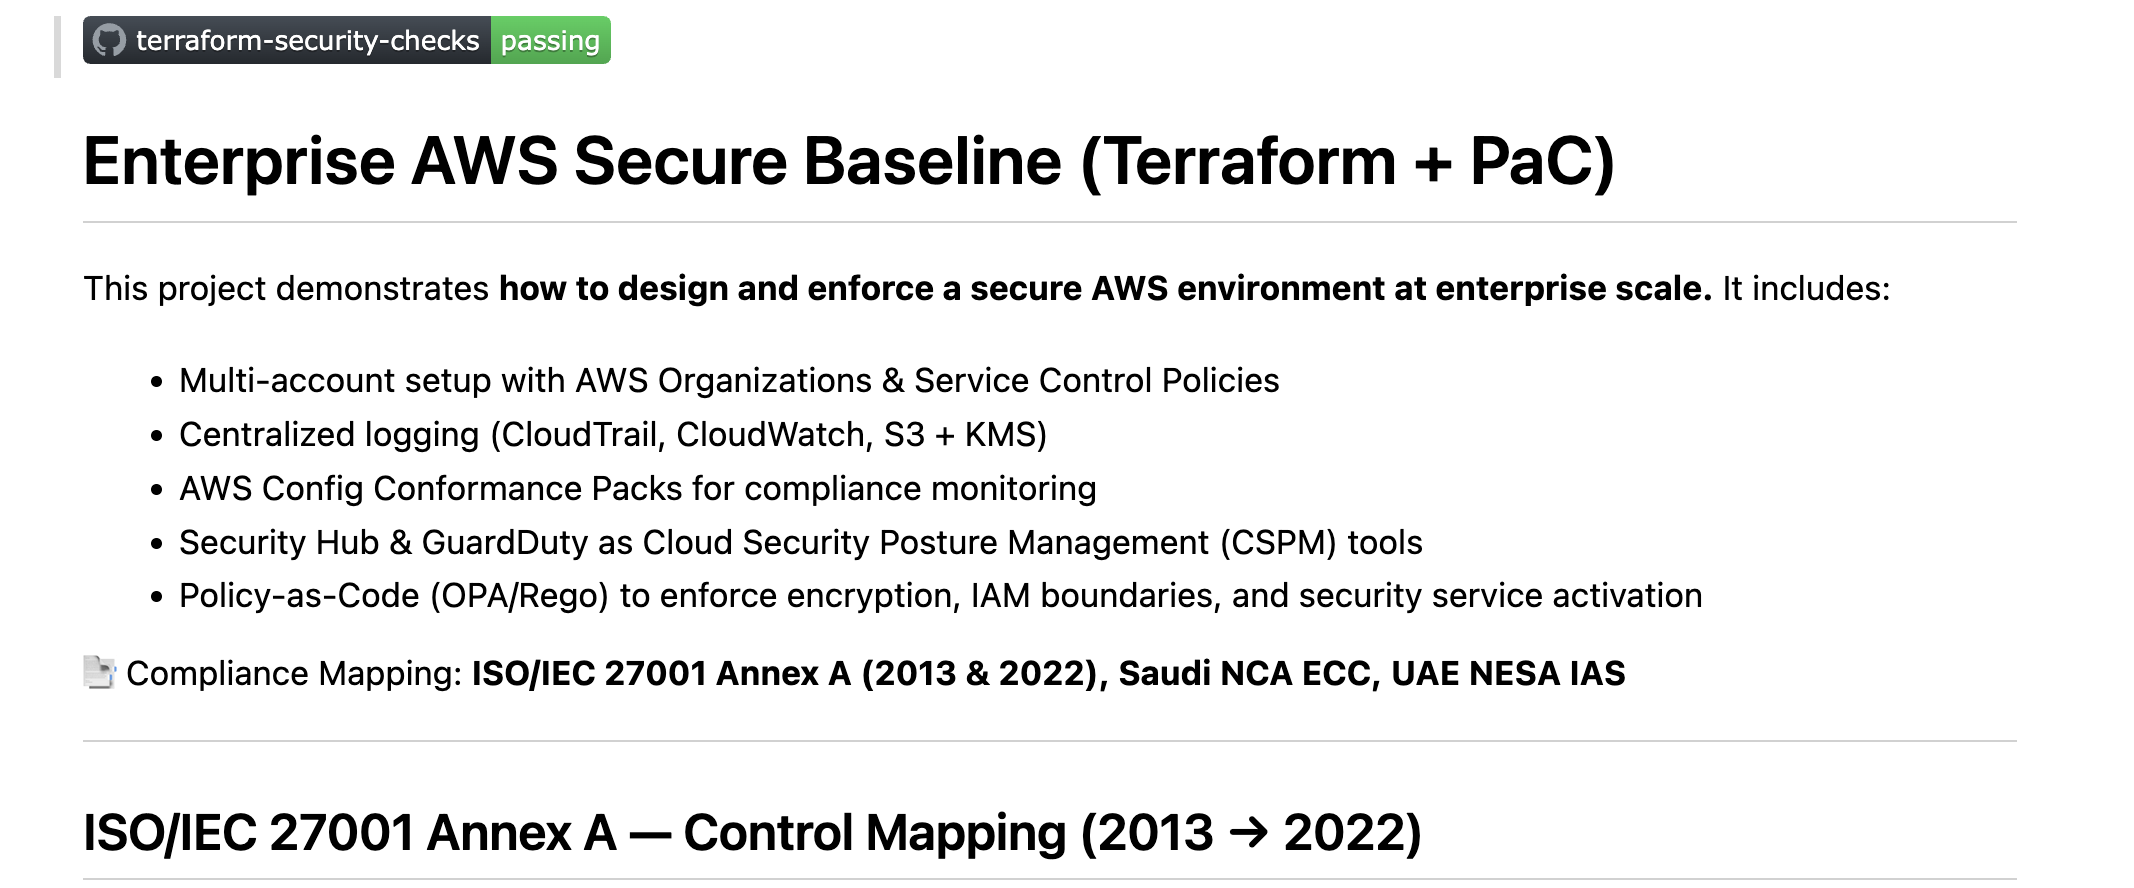 terraform-security-checks passing
Enterprise AWS Secure Baseline (Terraform + PaC)
This project demonstrates how to design and enforce a secure AWS environment at enterprise scale. It includes:
• Multi-account setup with AWS Organizations & Service Control Policies
• Centralized logging (CloudTrail, CloudWatch, S3 + KMS)
• AWS Config Conformance Packs for compliance monitoring
• Security Hub & GuardDuty as Cloud Security Posture Management (CSPM) tools
• Policy-as-Code (OPA/Rego) to enforce encryption, IAM boundaries, and security service activation
Compliance Mapping: ISO/IEC 27001 Annex A (2013 & 2022), Saudi NCA ECC, UAE NESA IAS
ISO/IEC 27001 Annex A — Control Mapping (2013 → 2022)